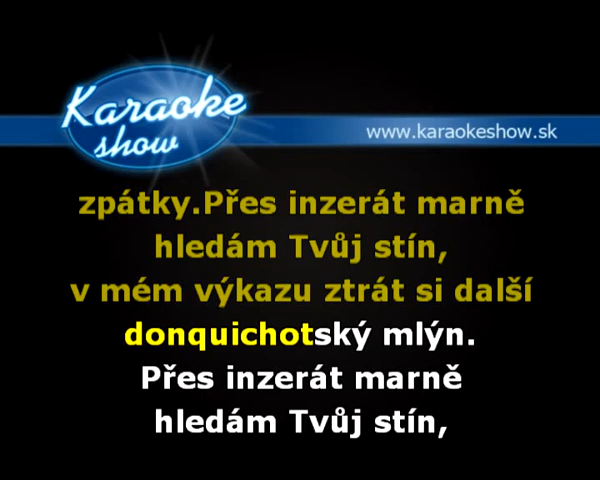 Karaoke
show
www.karaokeshow.sk
zpátky.Přes inzerát marně
hledám Tvůj stín,
v mém výkazu ztrát si další
donquichotský mlýn.
Přes inzerát marně
hledám Tvůj stín,